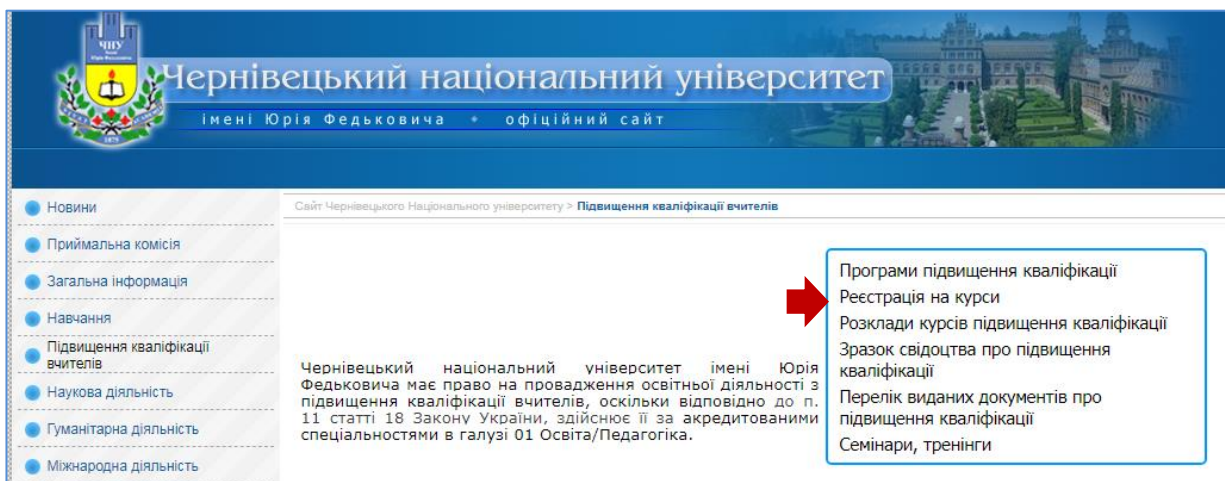 ЧНУ
Чернівецький національний університет
імені Юрія Федьковича • офіційний сайт
1875
Новини
Приймальна комісія
Загальна інформація
Навчання
Підвищення кваліфікації
вчителів
Наукова діяльність
Гуманітарна діяльність
Міжнародна діяльність
Сайт Чернівецького Національного університету > Підвищення кваліфікації вчителів
Чернівецький національний університет імені Юрія
Федьковича має право на провадження освітньої діяльності з
підвищення кваліфікації вчителів, оскільки відповідно до п.
11 статті 18 Закону України, здійснює її за акредитованими
спеціальностями в галузі 01 Освіта/Педагогіка.
Програми підвищення кваліфікації
Реєстрація на курси
Розклади курсів підвищення кваліфікації
Зразок свідоцтва про підвищення
кваліфікації
Перелік виданих документів про
підвищення кваліфікації
Семінари, тренінги